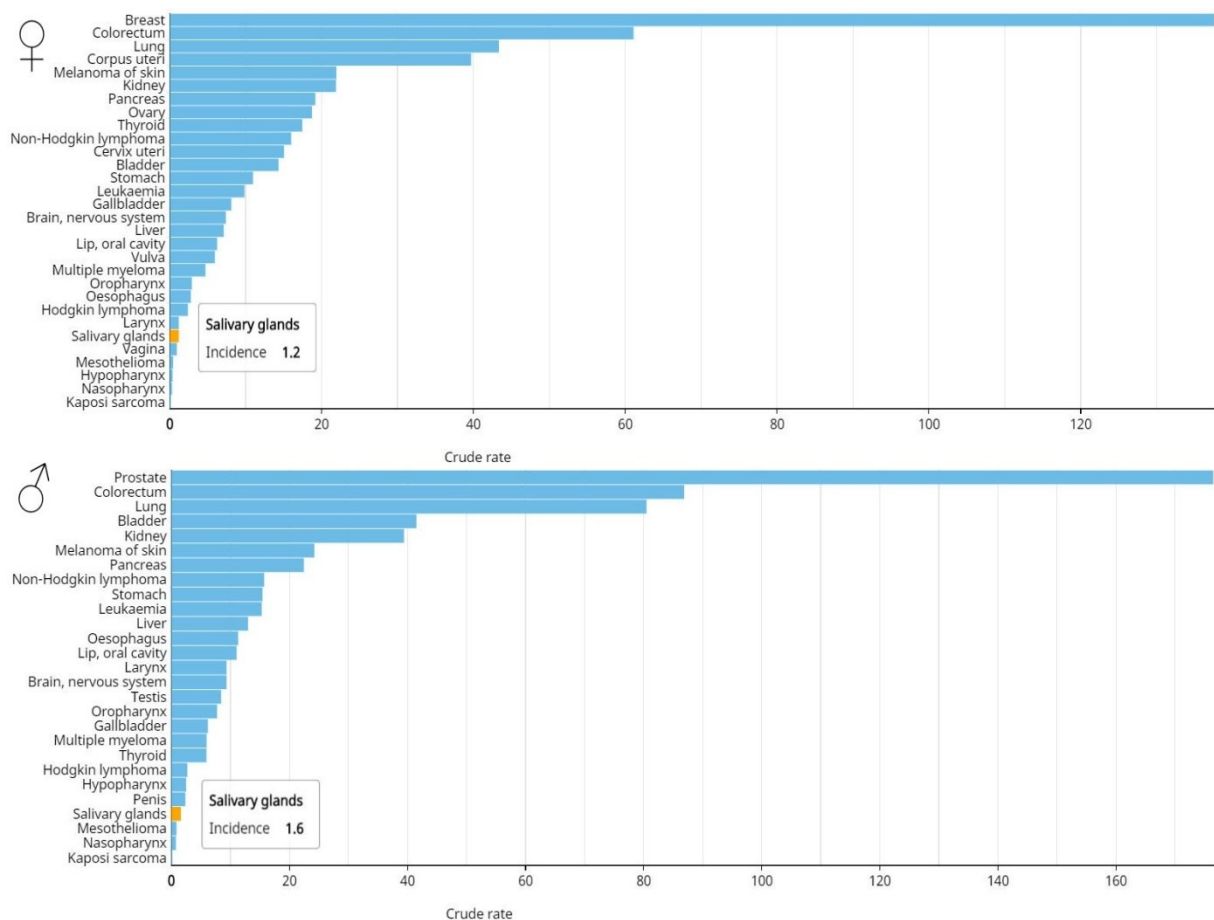 Breast
Colorectum
Lung
Corpus uteri
Melanoma of skin
Kidney
Pancreas
Ovary
Thyroid
Non-Hodgkin lymphoma
Cervix uteri
Bladder
Stomach
Leukaemia
Gallbladder
Brain, nervous system
Liver
Lip, oral cavity
Vulva
Multiple myeloma
Oropharynx
Oesophagus
Hodgkin lymphoma
Larynx
Salivary glands
Vagina
Mesothelioma
Hypopharynx
Nasopharynx
Kaposi sarcoma
Salivary glands
Incidence 1.2
0 20 40 60 80 100 120
Crude rate
Prostate
Colorectum
Lung
Bladder
Kidney
Melanoma of skin
Pancreas
Non-Hodgkin lymphoma
Stomach
Leukaemia
Liver
Oesophagus
Lip, oral cavity
Larynx
Brain, nervous system
Testis
Oropharynx
Gallbladder
Multiple myeloma
Thyroid
Hodgkin lymphoma
Hypopharynx
Penis
Salivary glands
Mesothelioma
Nasopharynx
Kaposi sarcoma
Salivary glands
Incidence 1.6
0 20 40 60 80 100 120 140 160
Crude rate